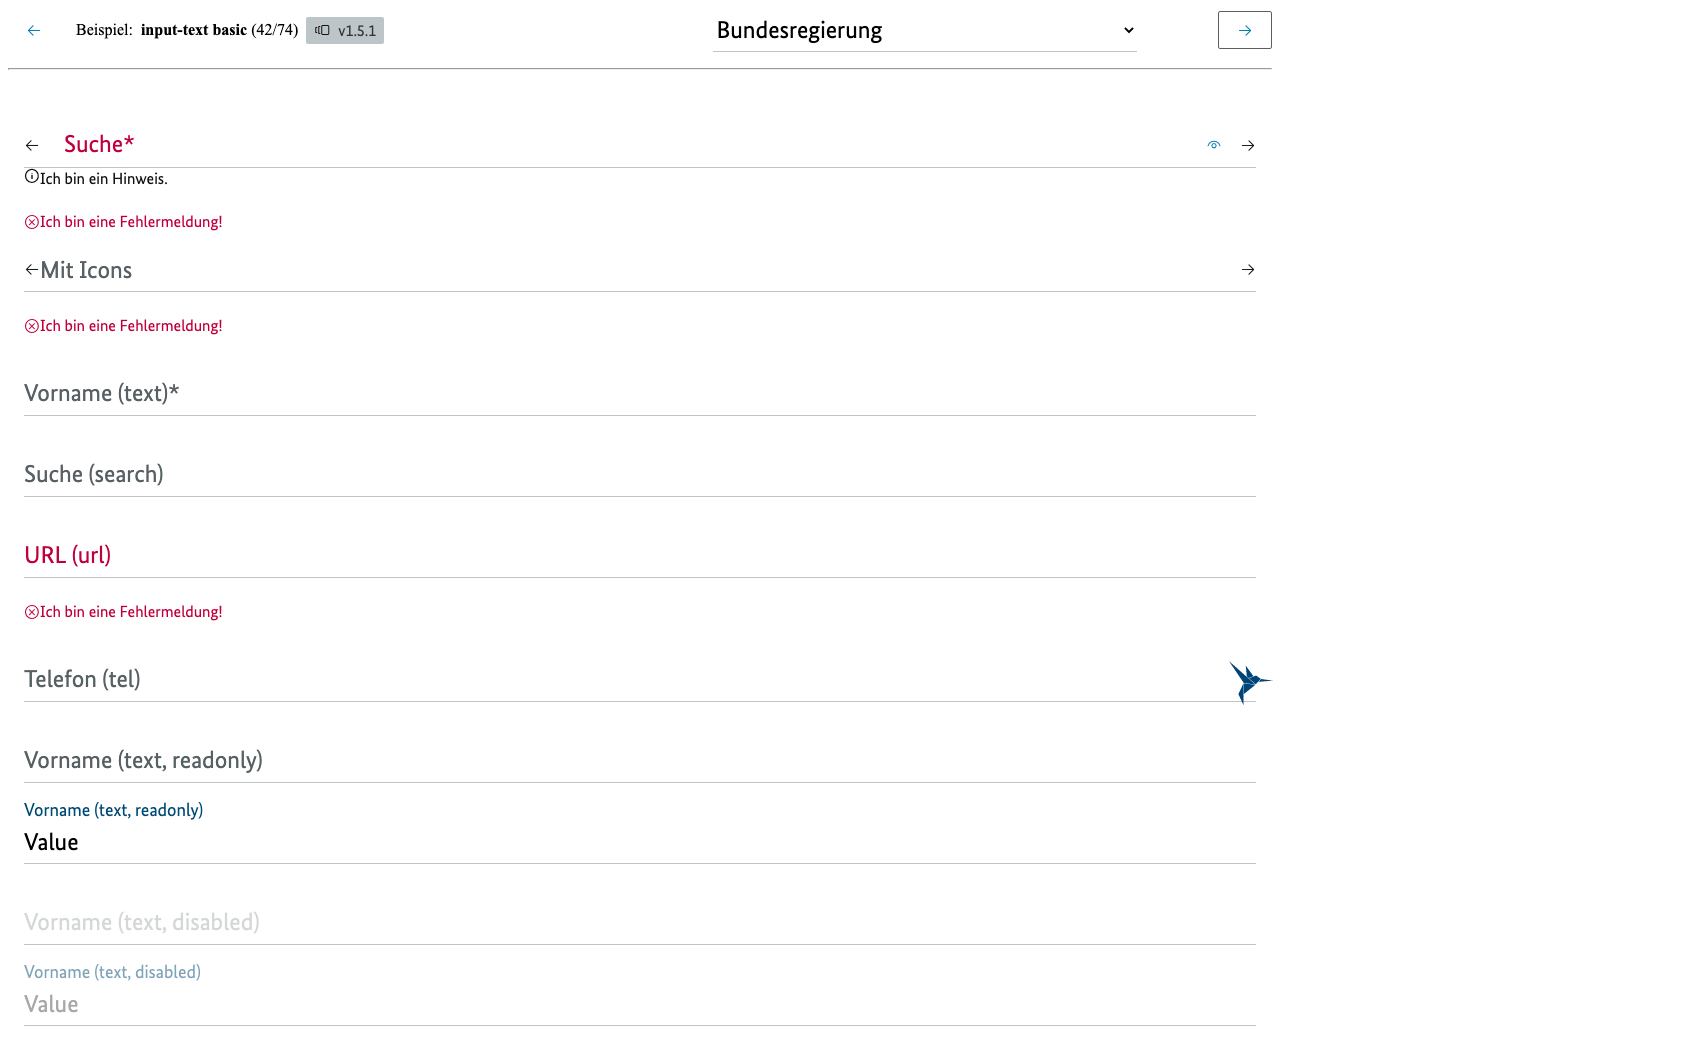 Beispiel: input-text basic (42/74) v1.5.1 Bundesregierung
Suche*
Ich bin ein Hinweis.
Ich bin eine Fehlermeldung!
Mit Icons
Ich bin eine Fehlermeldung!
Vorname (text)*
Suche (search)
URL (url)
Ich bin eine Fehlermeldung!
Telefon (tel)
Vorname (text, readonly)
Vorname (text, readonly)
Value
Vorname (text, disabled)
Vorname (text, disabled)
Value